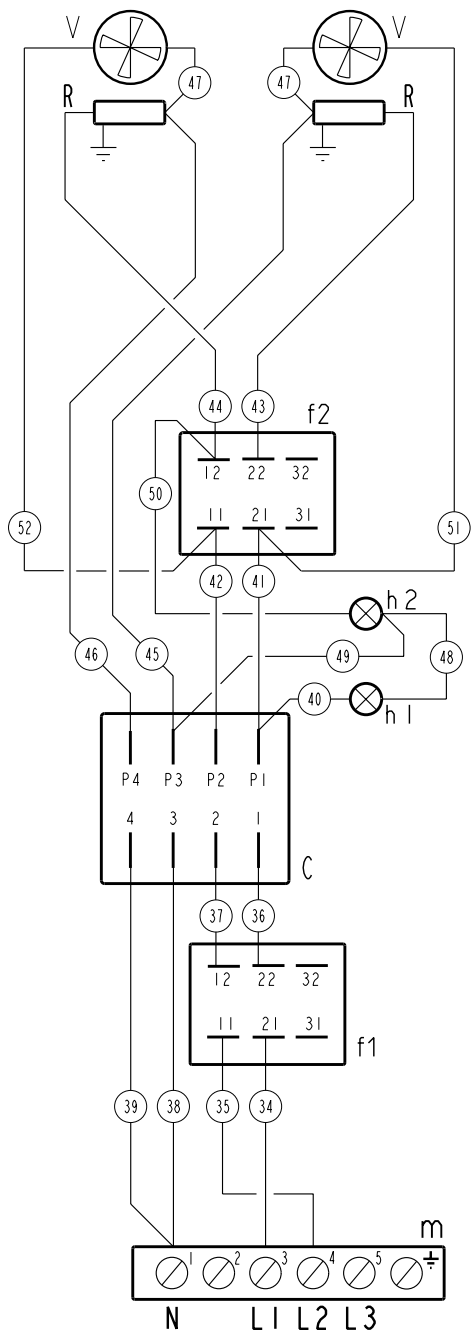 V V
47 47
R R
44 43 f2
12 22 32
50
11 21 31
52 51
42 41
h2
46 45 49 48
40
h1
P4 P3 P2 P1
4 3 2 1
C
37 36
12 22 32
11 21 31
f1
39 38 35 34
m
1 2 3 4 5
N L1 L2 L3